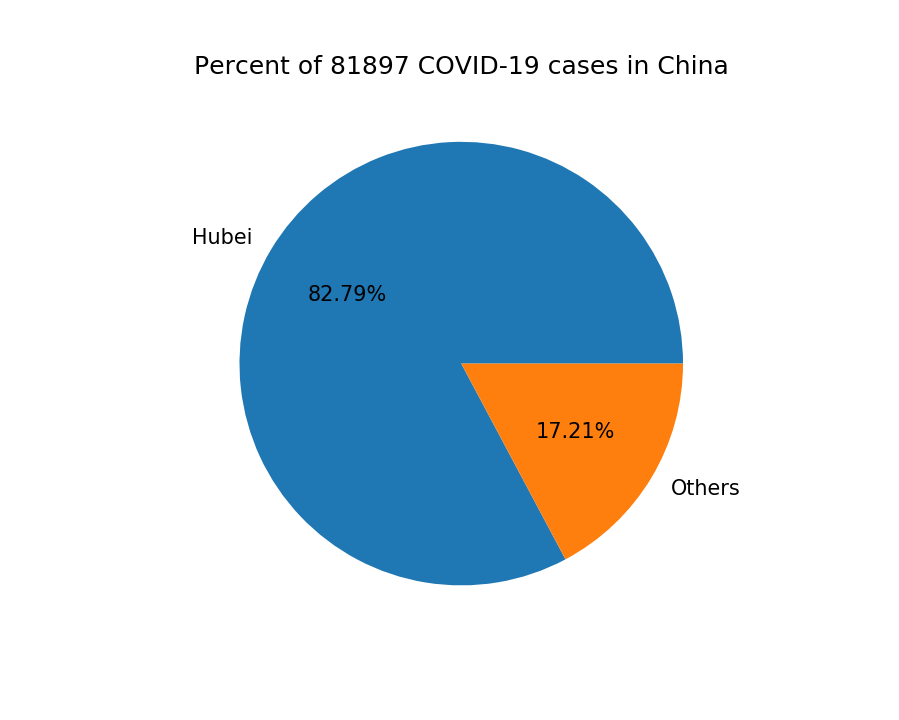 Percent of 81897 COVID-19 cases in China
Hubei
82.79%
17.21%
Others